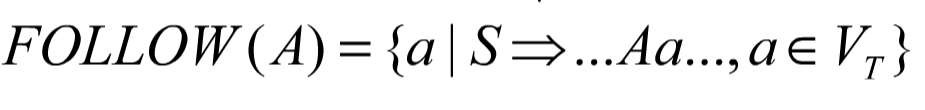 FOLLOW(A) = {a | S ⇒ ...Aa..., a ∈ V_T}